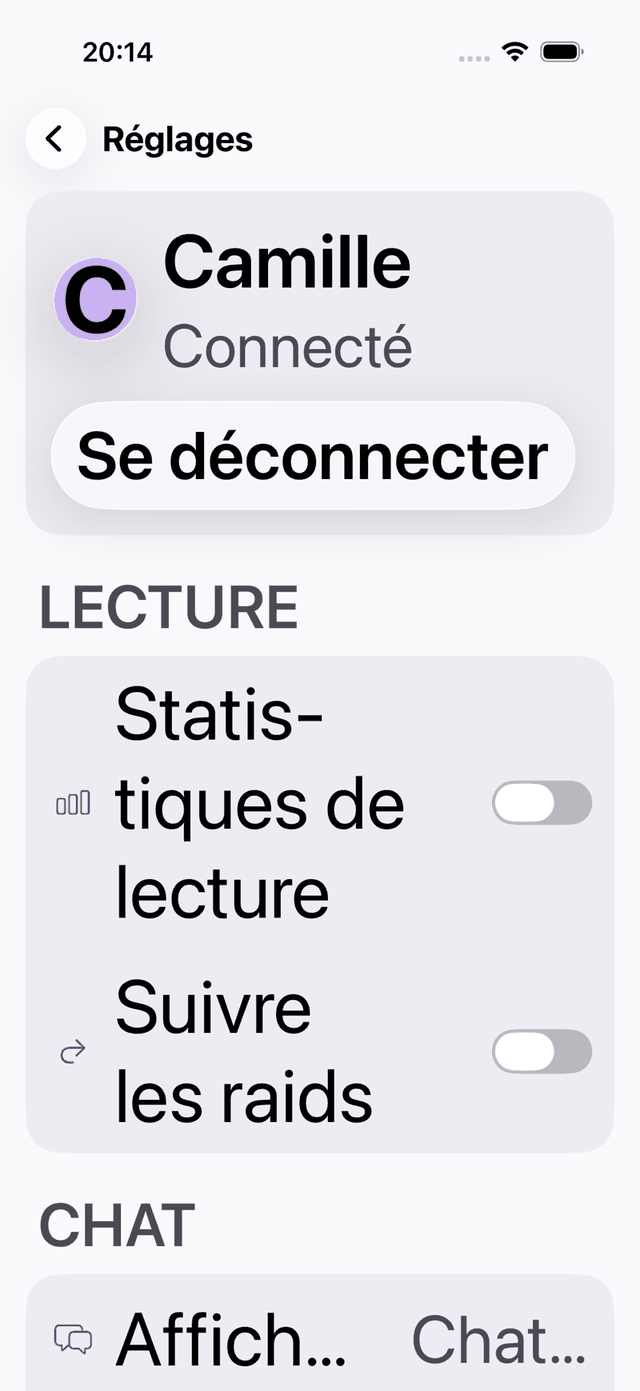 20:14
Réglages
C
Camille
Connecté
Se déconnecter
LECTURE
Statis-
tiques de
lecture
Suivre
les raids
CHAT
Affich...
Chat...